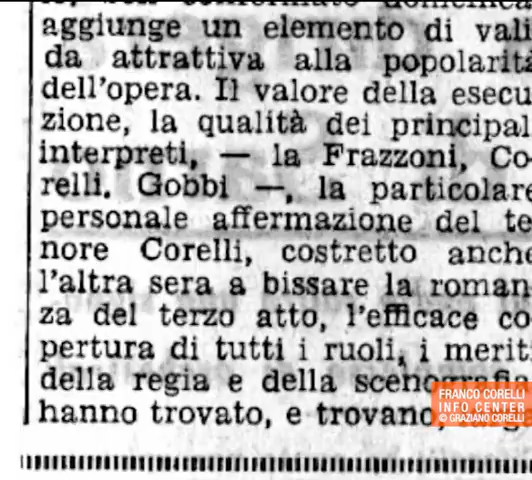 aggiunge un elemento di vali
da attrattiva alla popolarità
dell'opera. Il valore della esecu
zione, la qualità dei principal
interpreti, — la Frazzoni, Co-
relli. Gobbi —, la particolare
personale affermazione del te
nore Corelli, costretto anche
l'altra sera a bissare la roman
za del terzo atto, l'efficace co
pertura di tutti i ruoli, i merit
della regia e della scenografia
hanno trovato, e trovano,
FRANCO CORELLI
INFO CENTER
© GRAZIANO CORELLI